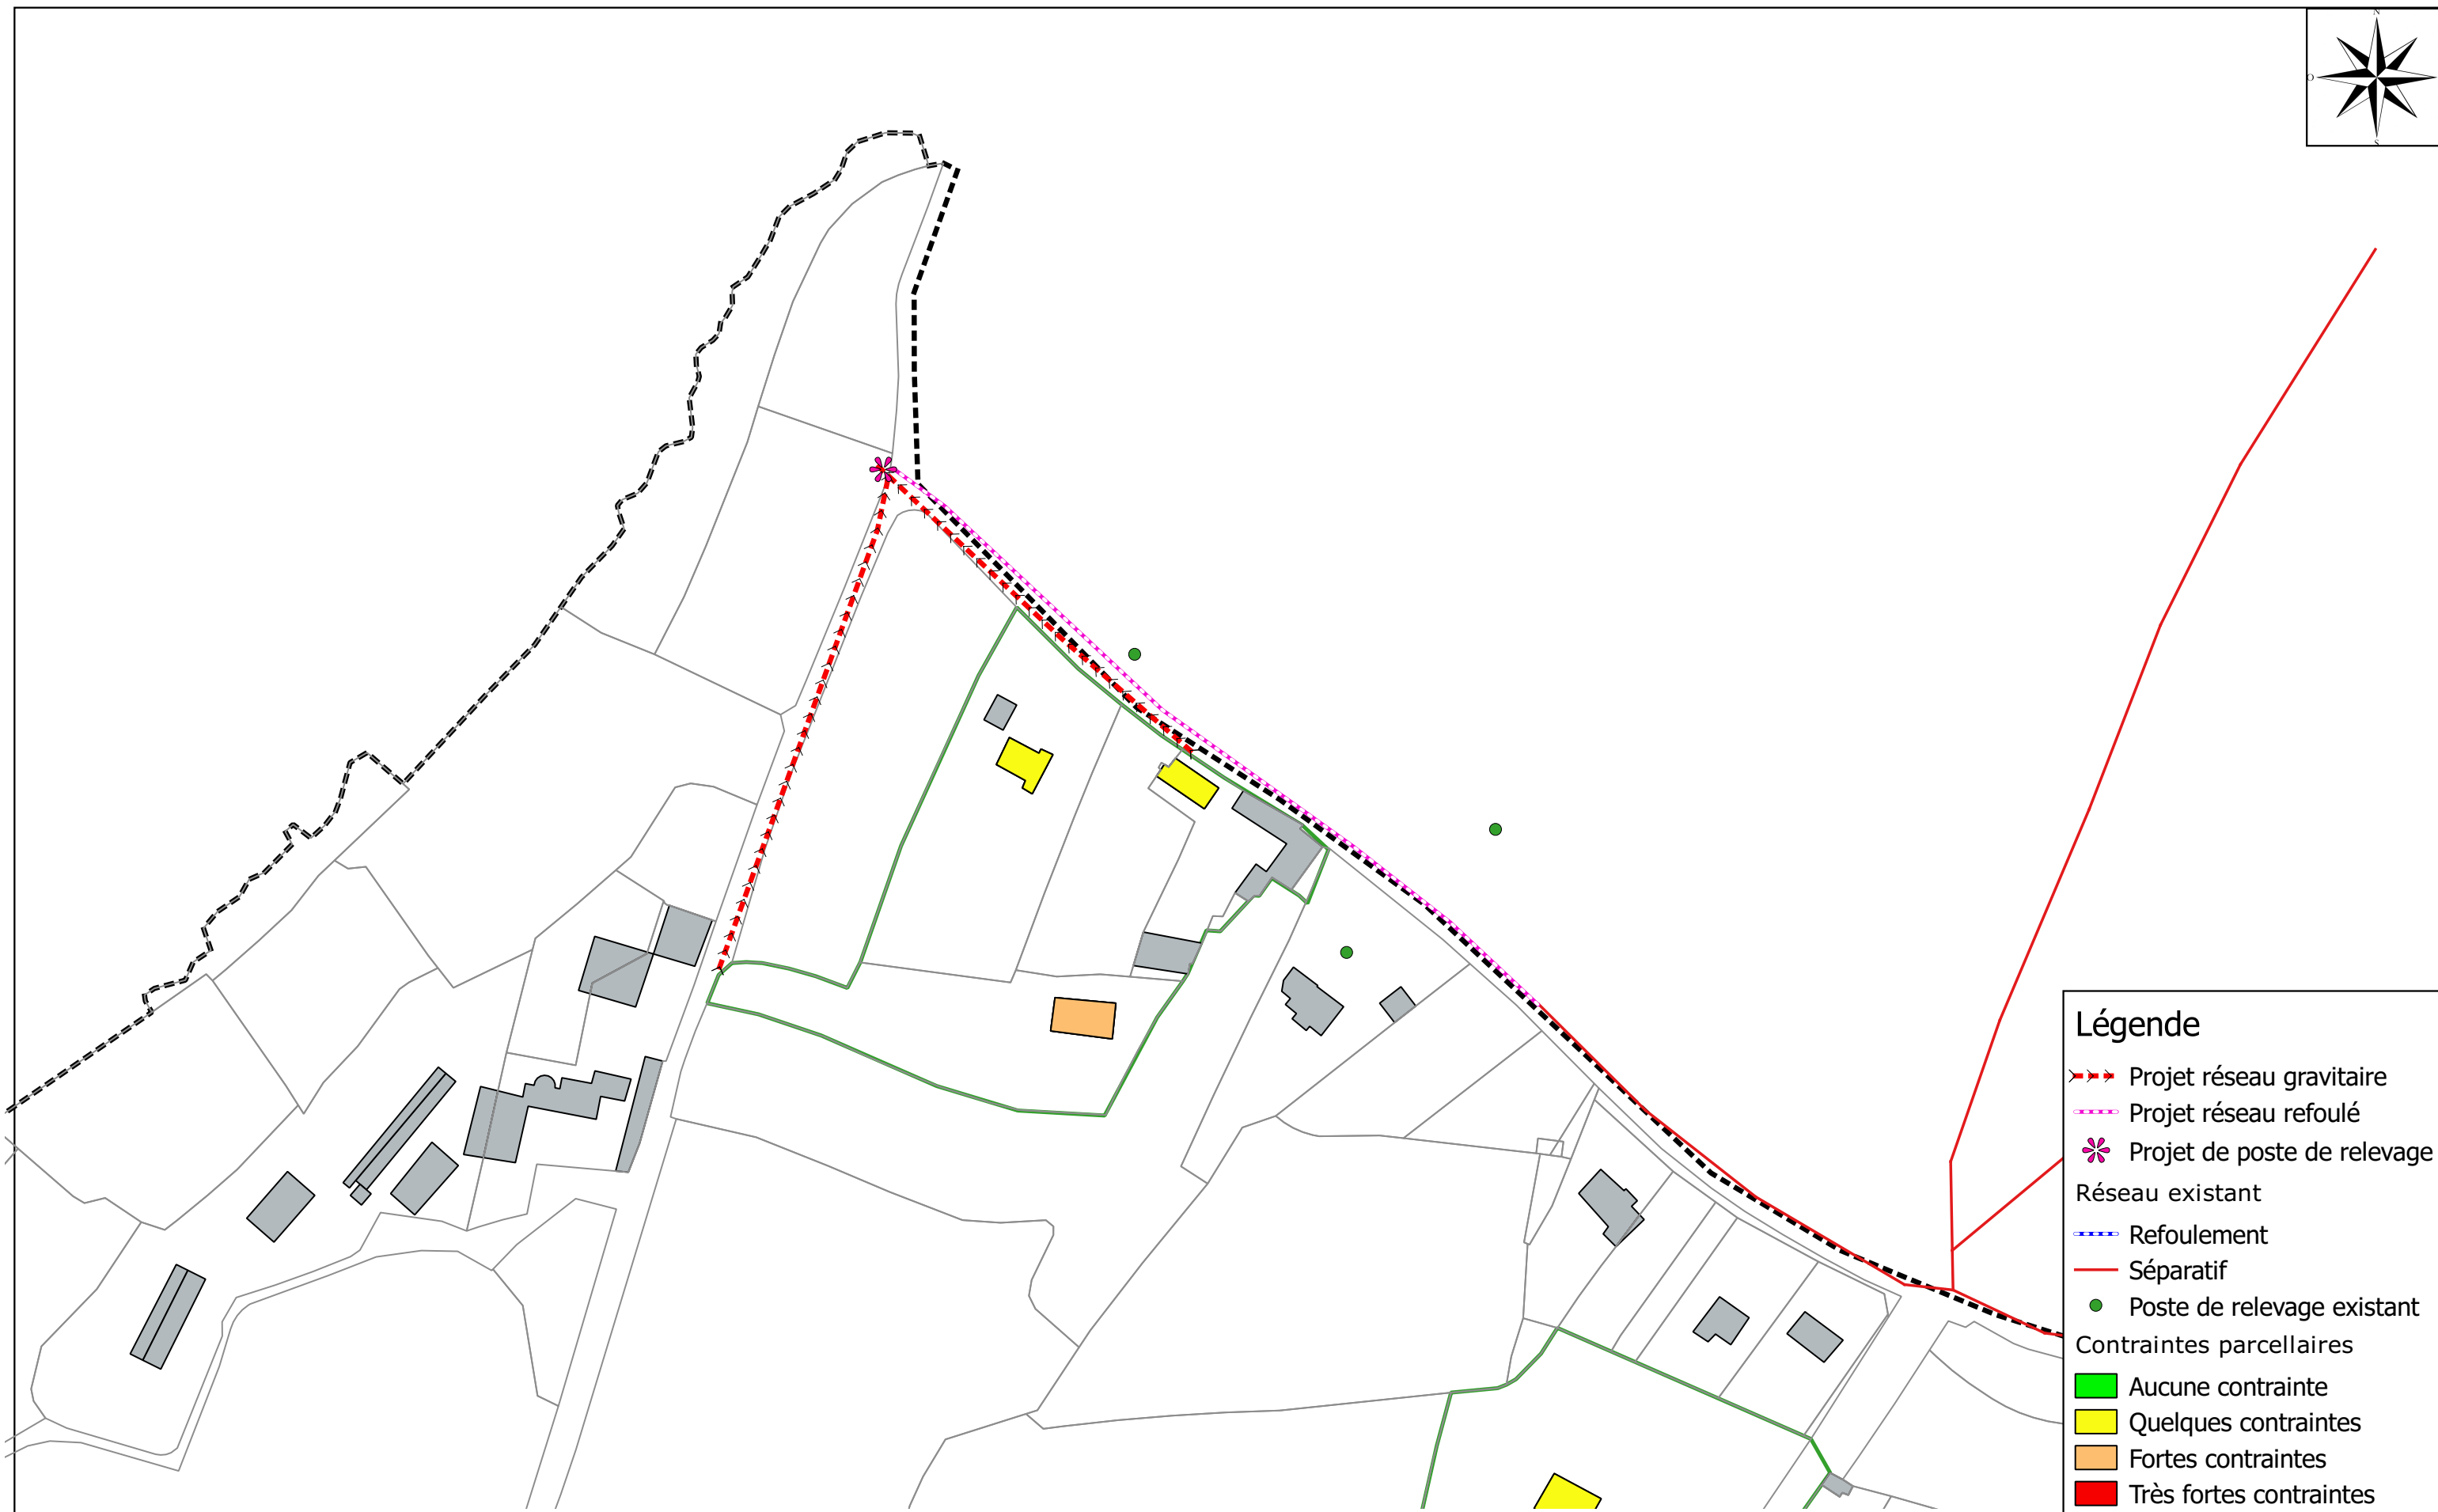 N
O
S
Légende
Projet réseau gravitaire
Projet réseau refoulé
Projet de poste de relevage
Réseau existant
Refoulement
Séparatif
Poste de relevage existant
Contraintes parcellaires
Aucune contrainte
Quelques contraintes
Fortes contraintes
Très fortes contraintes